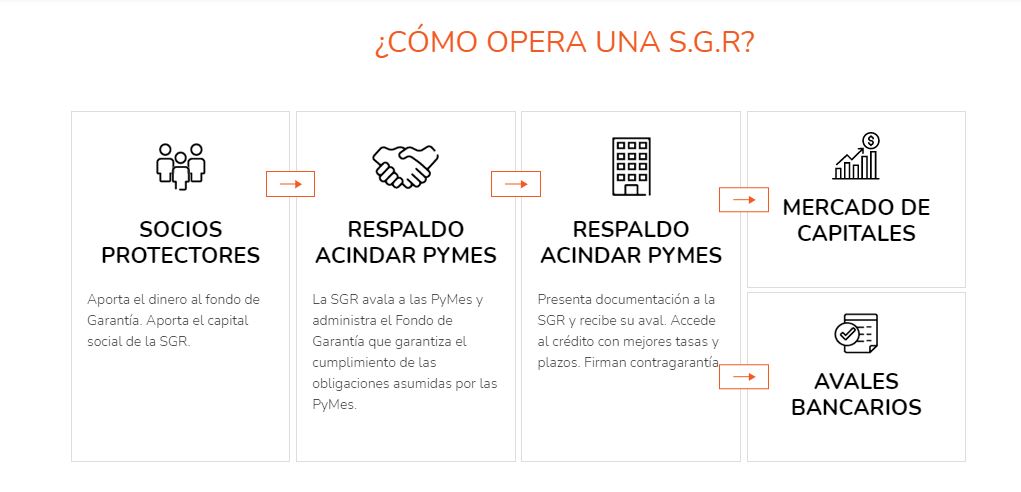 ¿CÓMO OPERA UNA S.G.R?
SOCIOS
PROTECTORES
Aporta el dinero al fondo de
Garantía. Aporta el capital
social de la SGR.
RESPALDO
ACINDAR PYMES
La SGR avala a las PyMes y
administra el Fondo de
Garantía que garantiza el
cumplimiento de las
obligaciones asumidas por las
PyMes.
RESPALDO
ACINDAR PYMES
Presenta documentación a la
SGR y recibe su aval. Accede
al crédito con mejores tasas y
plazos. Firman contragarantía
$
MERCADO DE
CAPITALES
AVALES
BANCARIOS